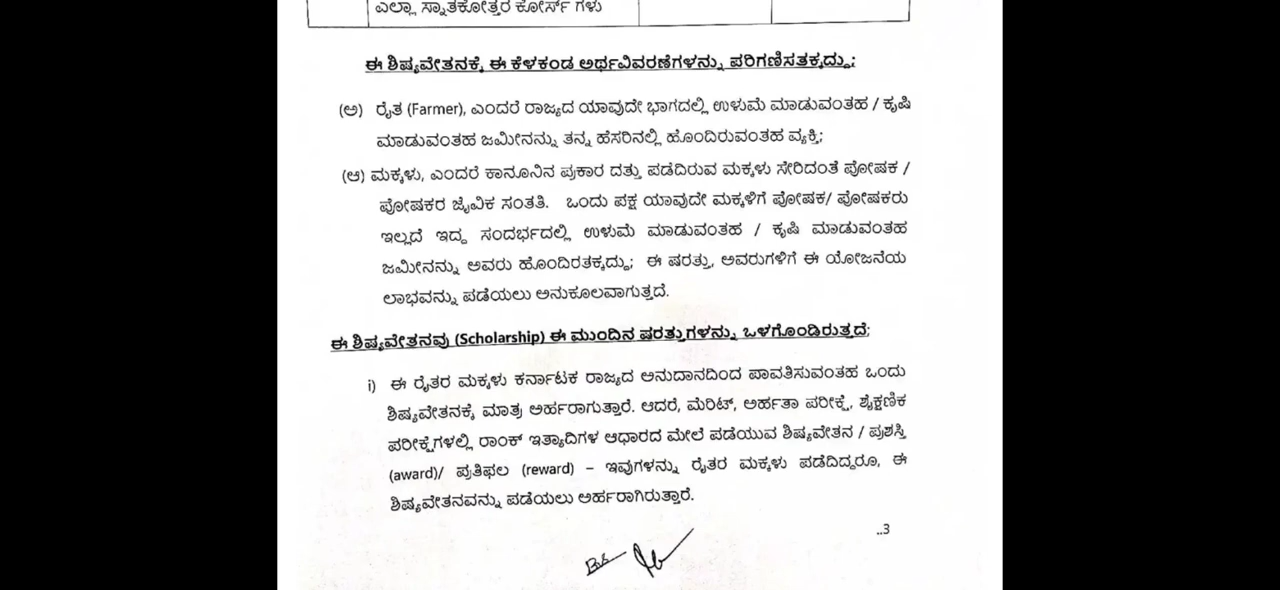 ಎಲ್ಲಾ ಸ್ನಾತಕೋತ್ತರ ಕೋರ್ಸ್ ಗಳು
ಈ ಶಿಷ್ಯವೇತನಕ್ಕೆ ಈ ಕೆಳಕಂಡ ಅರ್ಥವಿವರಣೆಗಳನ್ನು ಪರಿಗಣಿಸತಕ್ಕದ್ದು;
(ಅ) ರೈತ (Farmer), ಎಂದರೆ ರಾಜ್ಯದ ಯಾವುದೇ ಭಾಗದಲ್ಲಿ ಉಳುಮೆ ಮಾಡುವಂತಹ / ಕೃಷಿ
ಮಾಡುವಂತಹ ಜಮೀನನ್ನು ತನ್ನ ಹೆಸರಿನಲ್ಲಿ ಹೊಂದಿರುವಂತಹ ವ್ಯಕ್ತಿ;
(ಆ) ಮಕ್ಕಳು, ಎಂದರೆ ಕಾನೂನಿನ ಪ್ರಕಾರ ದತ್ತು ಪಡೆದಿರುವ ಮಕ್ಕಳು ಸೇರಿದಂತೆ ಪೋಷಕ /
ಪೋಷಕರ ಜೈವಿಕ ಸಂತತಿ. ಒಂದು ಪಕ್ಷ ಯಾವುದೇ ಮಕ್ಕಳಿಗೆ ಪೋಷಕ/ ಪೋಷಕರು
ಇಲ್ಲದೆ ಇದ್ದ ಸಂದರ್ಭದಲ್ಲಿ ಉಳುಮೆ ಮಾಡುವಂತಹ / ಕೃಷಿ ಮಾಡುವಂತಹ
ಜಮೀನನ್ನು ಅವರು ಹೊಂದಿರತಕ್ಕದ್ದು; ಈ ಷರತ್ತು, ಅವರುಗಳಿಗೆ ಈ ಯೋಜನೆಯ
ಲಾಭವನ್ನು ಪಡೆಯಲು ಅನುಕೂಲವಾಗುತ್ತದೆ.
ಈ ಶಿಷ್ಯವೇತನವು (Scholarship) ಈ ಮುಂದಿನ ಷರತ್ತುಗಳನ್ನು ಒಳಗೊಂಡಿರುತ್ತದೆ;
i) ಈ ರೈತರ ಮಕ್ಕಳು ಕರ್ನಾಟಕ ರಾಜ್ಯದ ಅನುದಾನದಿಂದ ಪಾವತಿಸುವಂತಹ ಒಂದು
ಶಿಷ್ಯವೇತನಕ್ಕೆ ಮಾತ್ರ ಅರ್ಹರಾಗುತ್ತಾರೆ. ಆದರೆ, ಮೆರಿಟ್, ಅರ್ಹತಾ ಪರೀಕ್ಷೆ, ಶೈಕ್ಷಣಿಕ
ಪರೀಕ್ಷೆಗಳಲ್ಲಿ ರಾಂಕ್ ಇತ್ಯಾದಿಗಳ ಆಧಾರದ ಮೇಲೆ ಪಡೆಯುವ ಶಿಷ್ಯವೇತನ / ಪ್ರಶಸ್ತಿ
(award)/ ಪ್ರತಿಫಲ (reward) – ಇವುಗಳನ್ನು ರೈತರ ಮಕ್ಕಳು ಪಡೆದಿದ್ದರೂ, ಈ
ಶಿಷ್ಯವೇತನವನ್ನು ಪಡೆಯಲು ಅರ್ಹರಾಗಿರುತ್ತಾರೆ.
..3